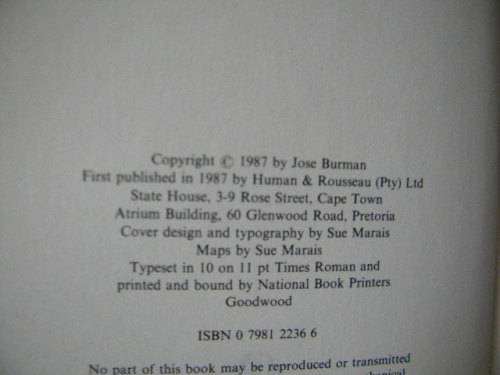 Copyright © 1987 by Jose Burman
First published in 1987 by Human & Rousseau (Pty) Ltd
State House, 3-9 Rose Street, Cape Town
Atrium Building, 60 Glenwood Road, Pretoria
Cover design and typography by Sue Marais
Maps by Sue Marais
Typeset in 10 on 11 pt Times Roman and
printed and bound by National Book Printers
Goodwood
ISBN 0 7981 2236 6
No part of this book may be reproduced or transmitted
mechanical